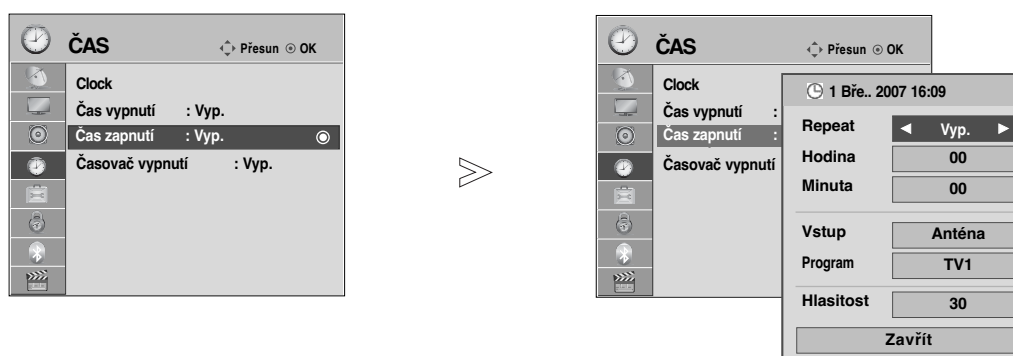 ČAS
Přesun OK
Clock
Čas vypnutí : Vyp.
Čas zapnutí : Vyp.
Časovač vypnutí : Vyp.
ČAS
Přesun OK
Clock
Čas vypnutí :
Čas zapnutí :
Časovač vypnutí
1 Bře.. 2007 16:09
Repeat ◄ Vyp. ►
Hodina 00
Minuta 00
Vstup Anténa
Program TV1
Hlasitost 30
Zavřít